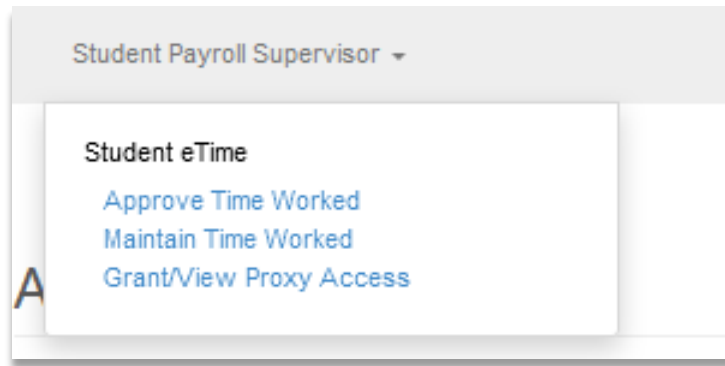 Student Payroll Supervisor
Student eTime
Approve Time Worked
Maintain Time Worked
Grant/View Proxy Access
A